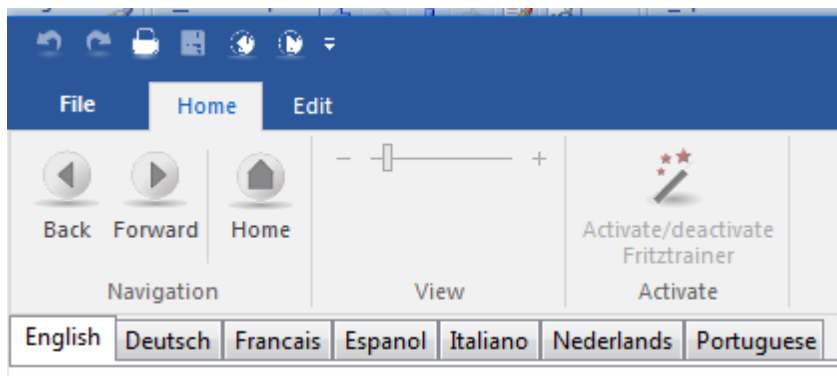 File Home Edit
Back Forward Home Activate/deactivate
Fritztrainer
Navigation View Activate
English Deutsch Francais Espanol Italiano Nederlands Portuguese